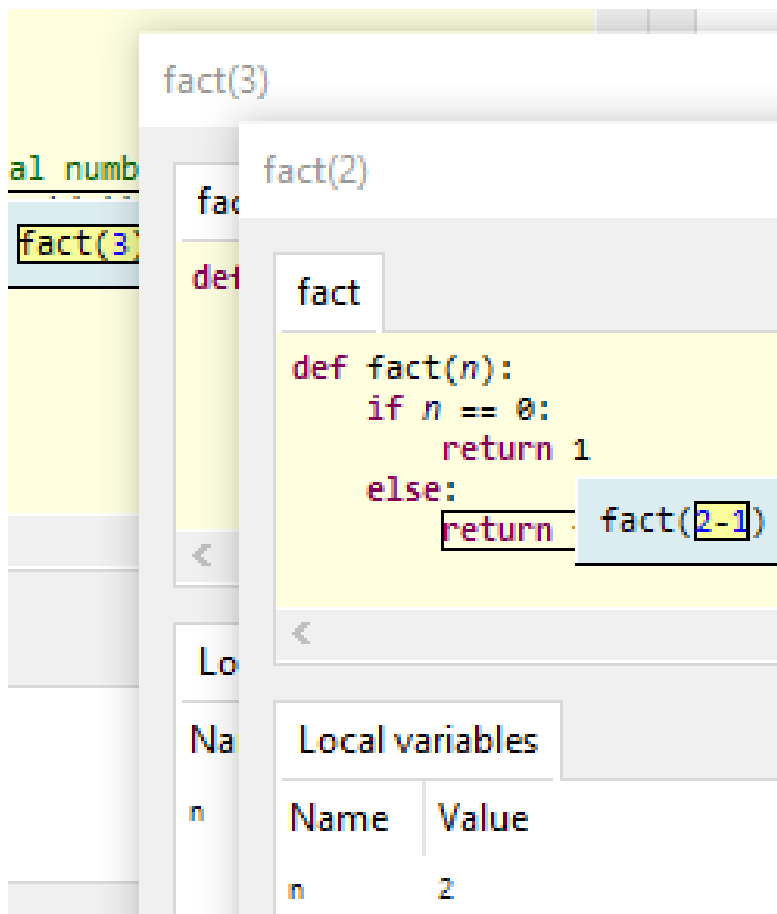 al numb
fact(3)
fact(3)
fac
def
Lo
Na
n
fact(2)
fact
def fact(n):
if n == 0:
return 1
else:
return
fact(2-1)
Local variables
Name Value
n 2